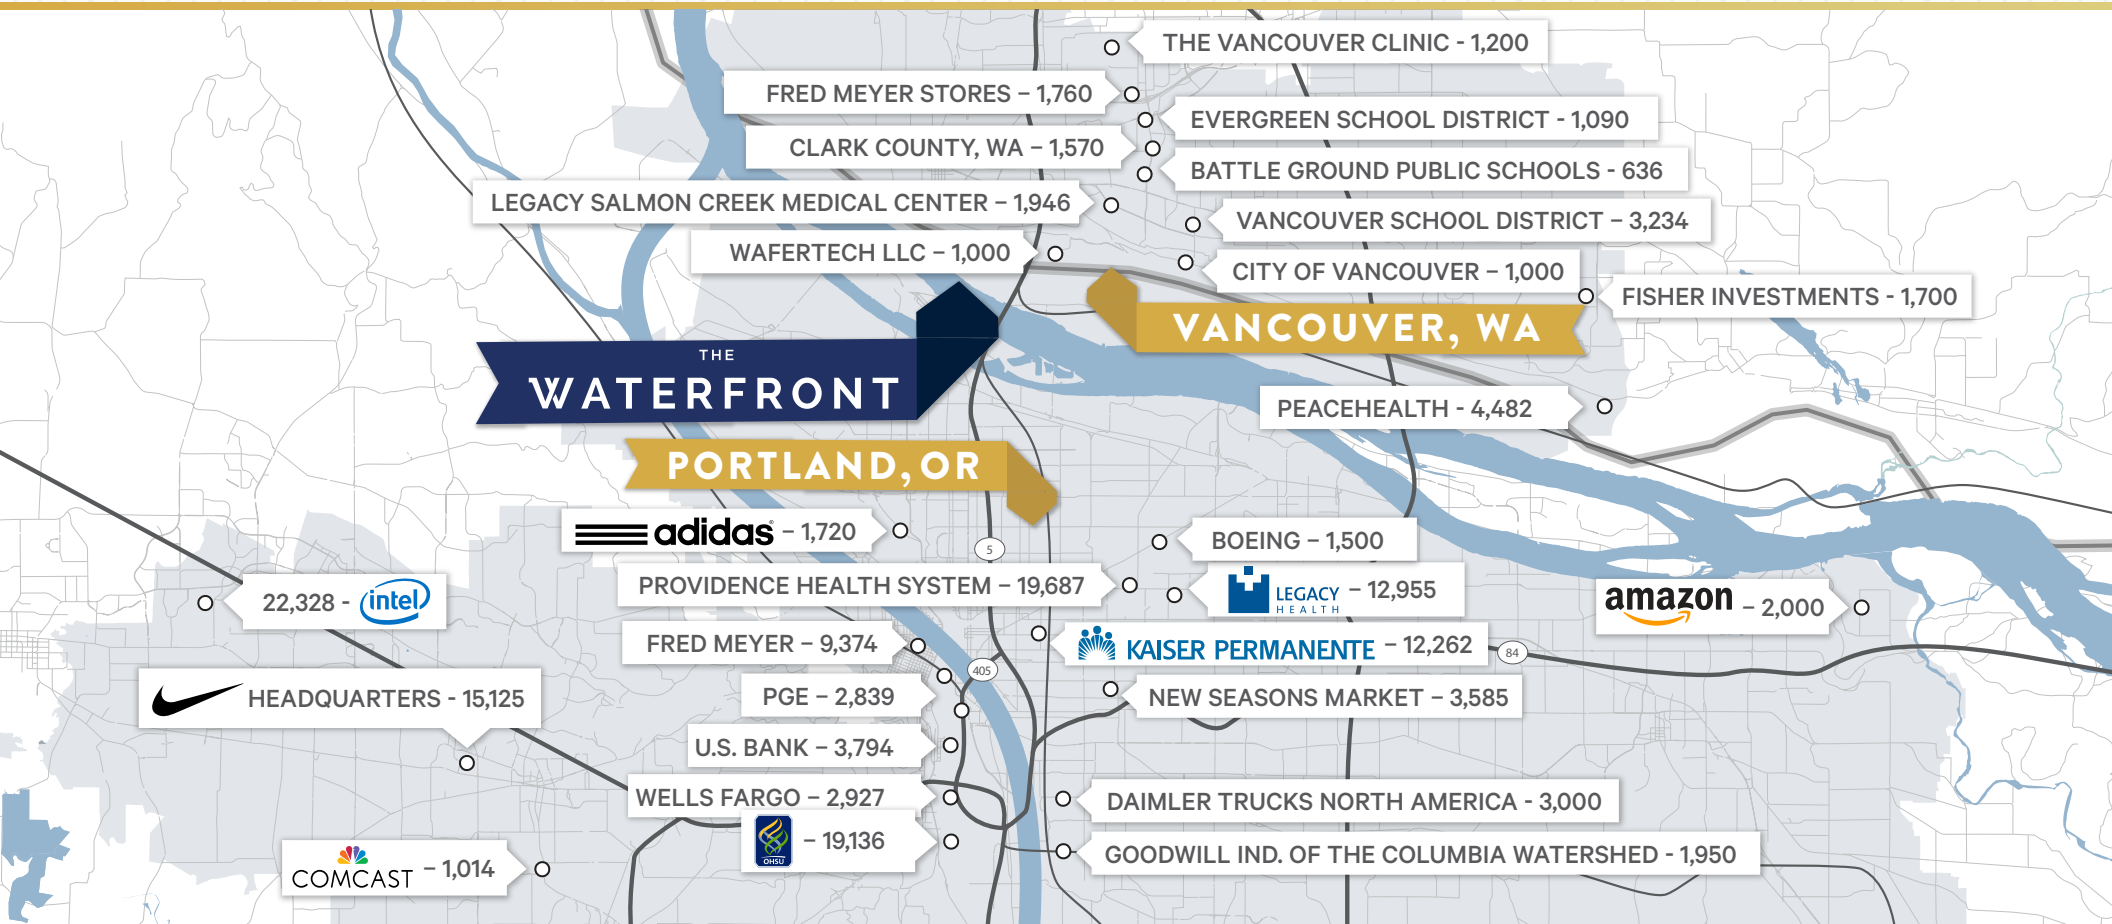 THE VANCOUVER CLINIC - 1,200
FRED MEYER STORES – 1,760
EVERGREEN SCHOOL DISTRICT - 1,090
CLARK COUNTY, WA – 1,570
BATTLE GROUND PUBLIC SCHOOLS - 636
LEGACY SALMON CREEK MEDICAL CENTER – 1,946
VANCOUVER SCHOOL DISTRICT – 3,234
WAFERTECH LLC – 1,000
CITY OF VANCOUVER – 1,000
FISHER INVESTMENTS - 1,700
VANCOUVER, WA
THE
WATERFRONT
PEACEHEALTH - 4,482
PORTLAND, OR
adidas – 1,720
BOEING – 1,500
5
PROVIDENCE HEALTH SYSTEM – 19,687
LEGACY
HEALTH – 12,955
22,328 - intel
amazon – 2,000
FRED MEYER – 9,374
KAISER PERMANENTE – 12,262
84
405
HEADQUARTERS - 15,125
PGE – 2,839
NEW SEASONS MARKET – 3,585
U.S. BANK – 3,794
WELLS FARGO – 2,927
DAIMLER TRUCKS NORTH AMERICA - 3,000
OHSU – 19,136
GOODWILL IND. OF THE COLUMBIA WATERSHED - 1,950
COMCAST – 1,014